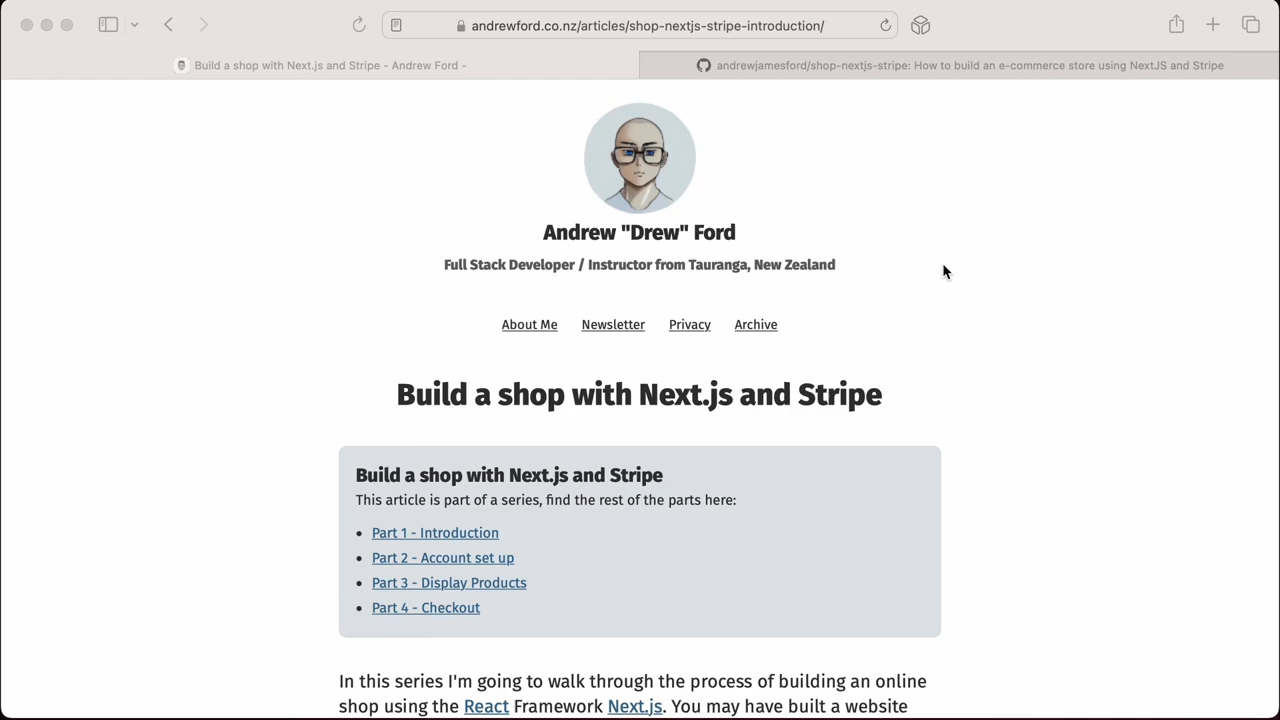 andrewford.co.nz/articles/shop-nextjs-stripe-introduction/
Build a shop with Next.js and Stripe - Andrew Ford -
andrewjamesford/shop-nextjs-stripe: How to build an e-commerce store using NextJS and Stripe
Andrew "Drew" Ford
Full Stack Developer / Instructor from Tauranga, New Zealand
About Me Newsletter Privacy Archive
Build a shop with Next.js and Stripe
Build a shop with Next.js and Stripe
This article is part of a series, find the rest of the parts here:
• Part 1 - Introduction
• Part 2 - Account set up
• Part 3 - Display Products
• Part 4 - Checkout
In this series I'm going to walk through the process of building an online
shop using the React Framework Next.js. You may have built a website